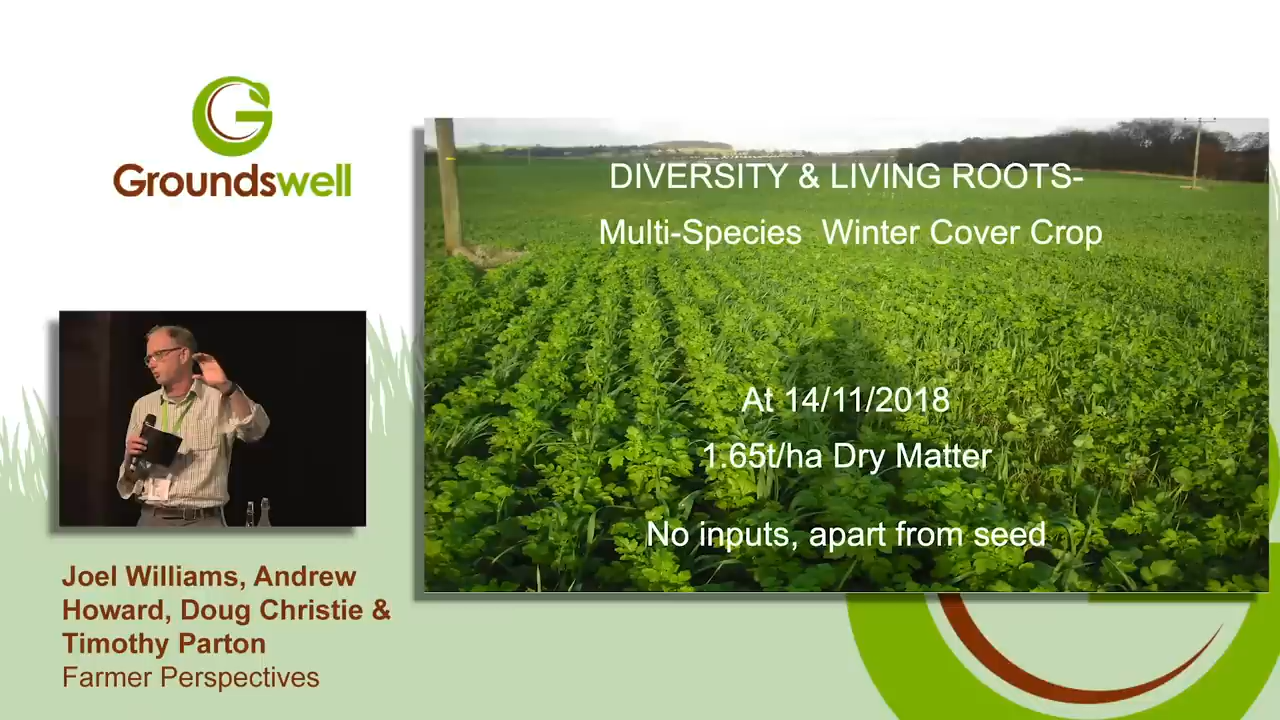 Groundswell
DIVERSITY & LIVING ROOTS-
Multi-Species Winter Cover Crop
At 14/11/2018
1.65t/ha Dry Matter
No inputs, apart from seed
Joel Williams, Andrew
Howard, Doug Christie &
Timothy Parton
Farmer Perspectives